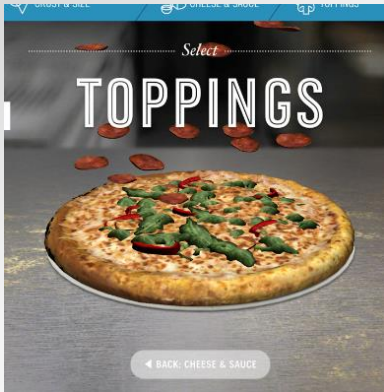 CRUST & SIZE
CHEESE & SAUCE
TOPPINGS
Select
TOPPINGS
BACK: CHEESE & SAUCE